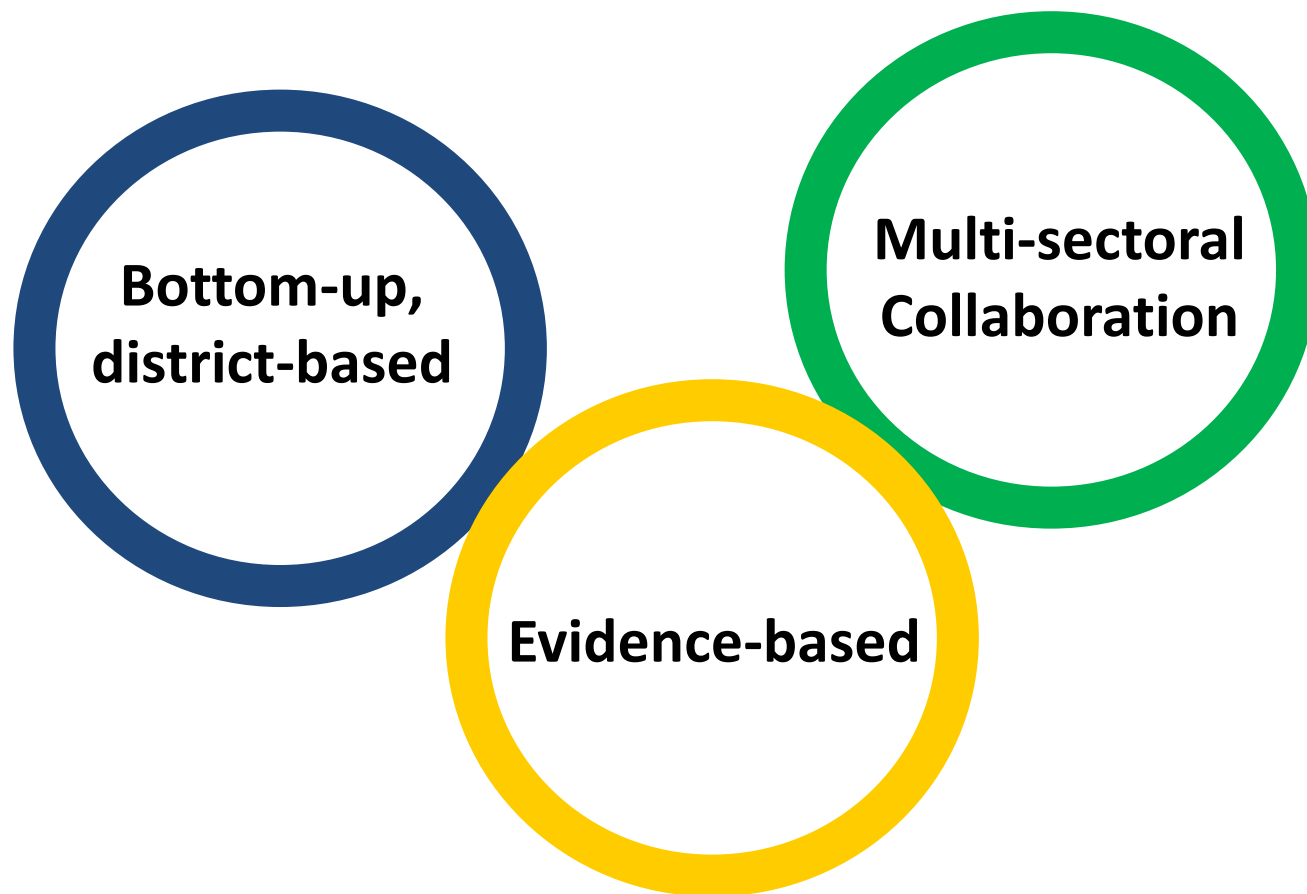 Bottom-up,
district-based
Multi-sectoral
Collaboration
Evidence-based